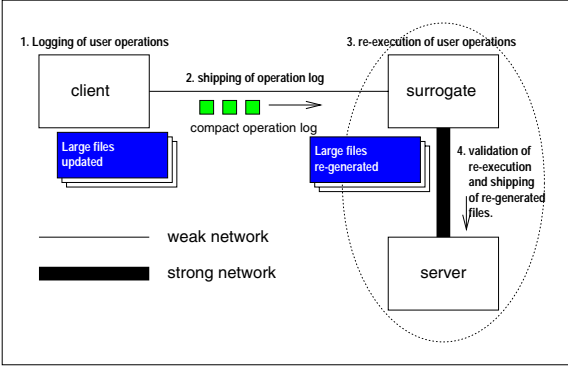 1. Logging of user operations
3. re-execution of user operations
2. shipping of operation log
client
surrogate
compact operation log
Large files
updated
Large files
re-generated
4. validation of
re-execution
and shipping
of re-generated
files.
weak network
strong network
server